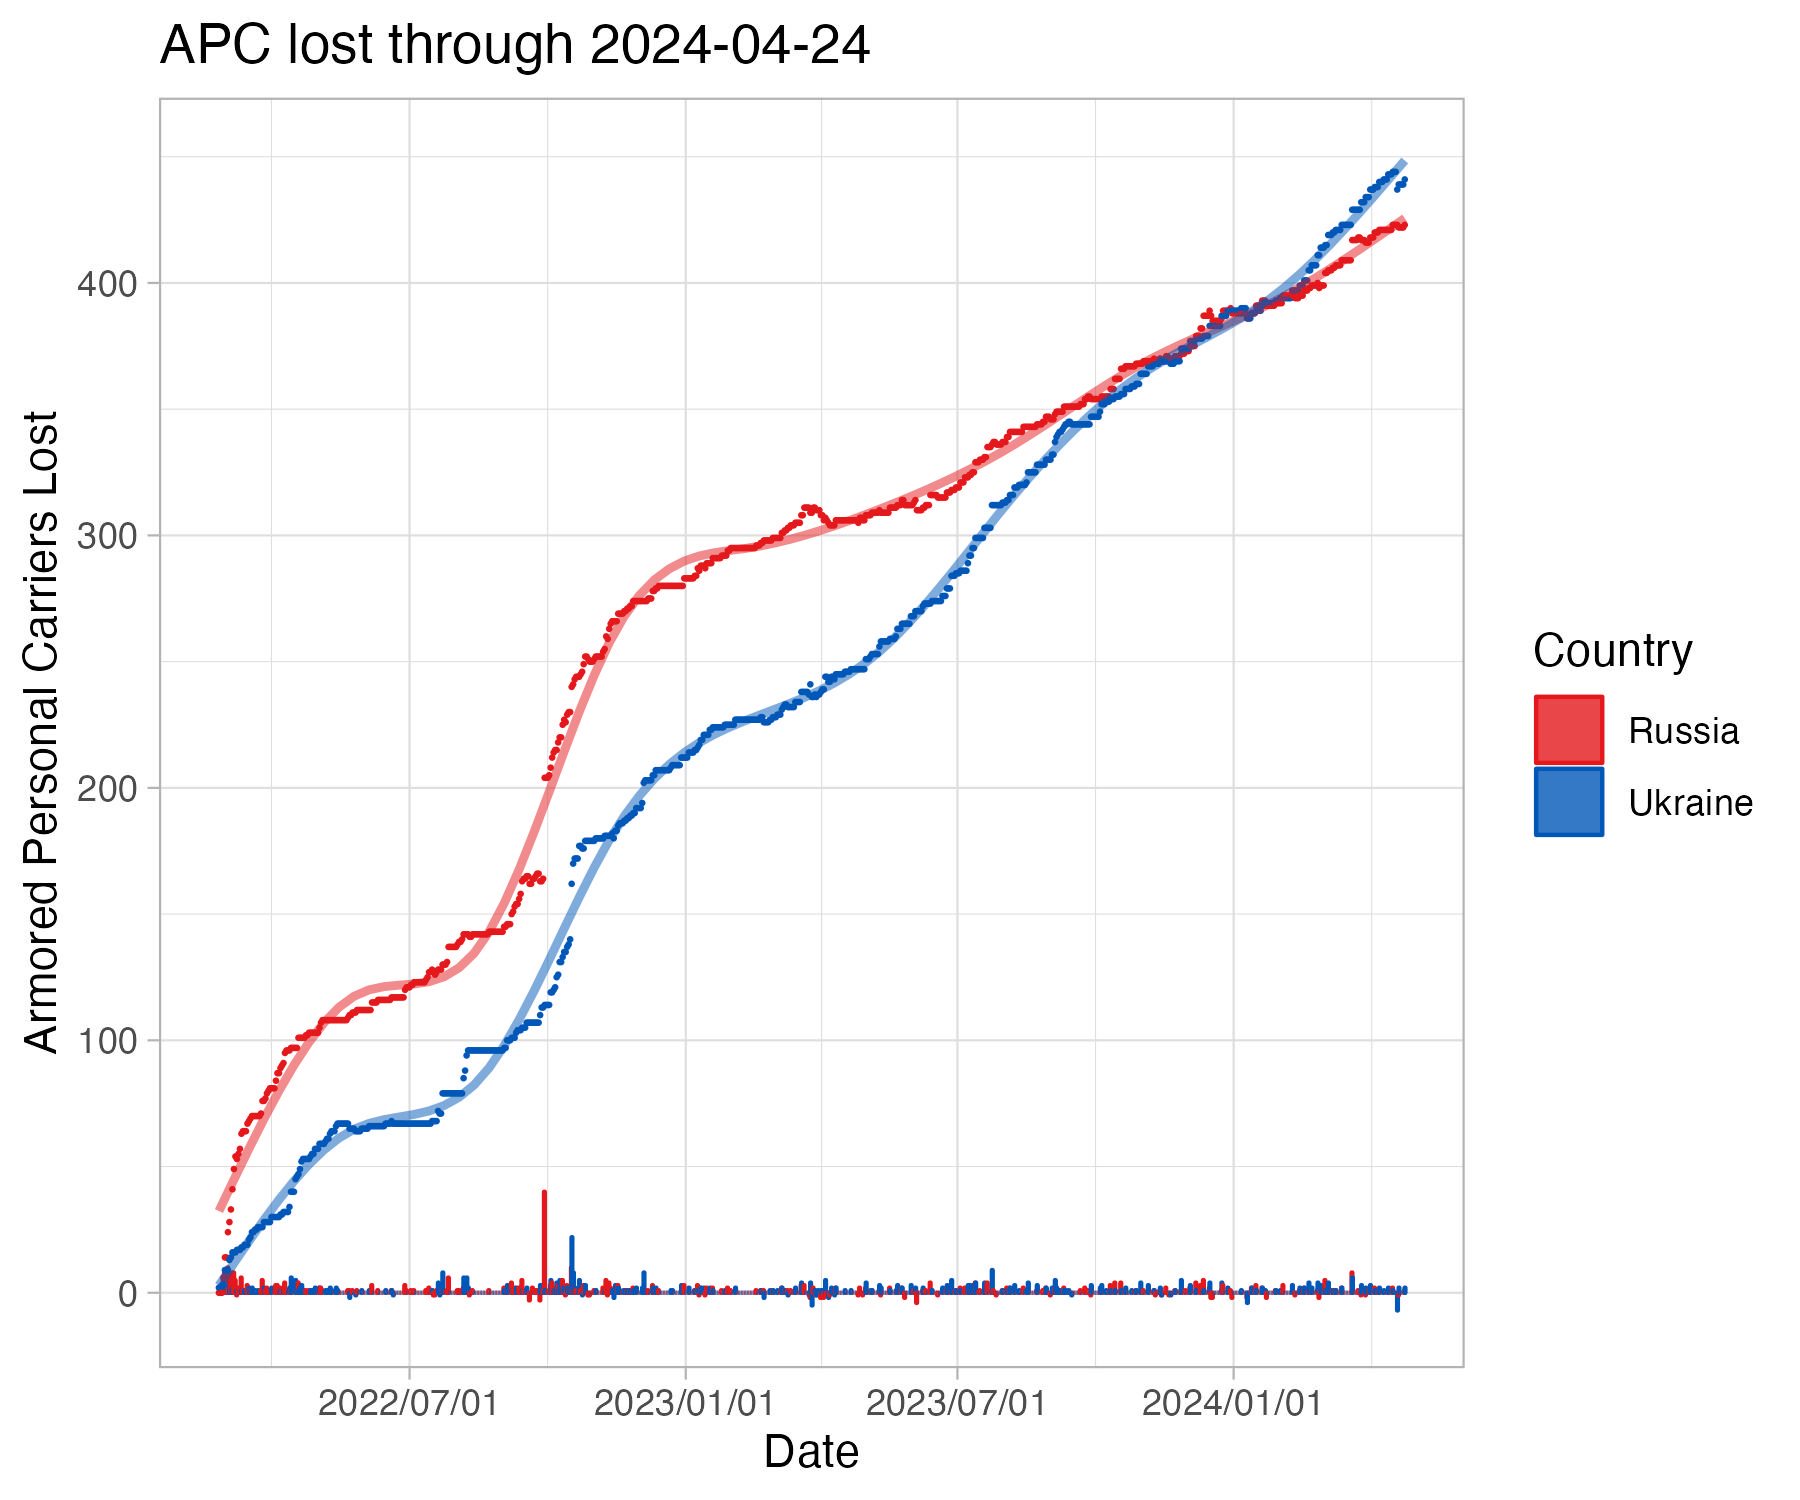 APC lost through 2024-04-24
Armored Personal Carriers Lost
400
300
200
100
0
2022/07/01
2023/01/01
2023/07/01
2024/01/01
Date
Country
Russia
Ukraine